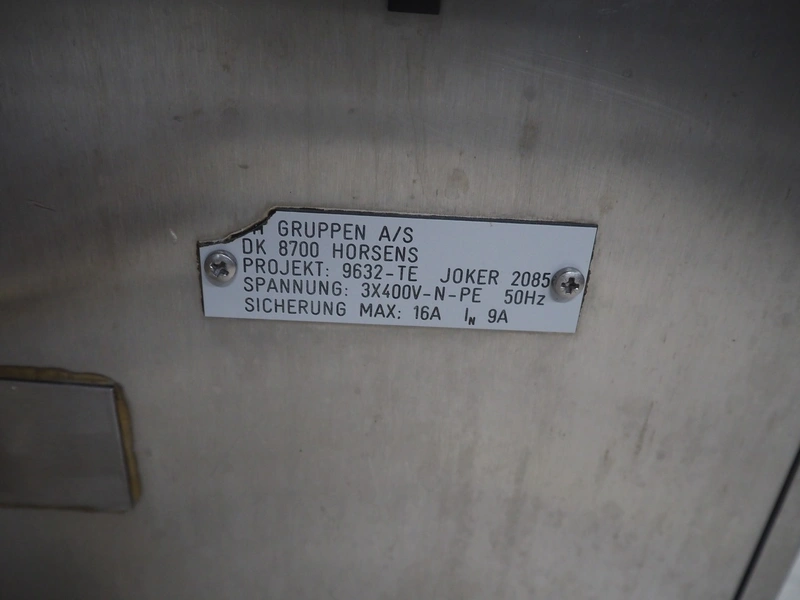 GRUPPEN A/S
DK 8700 HORSENS
PROJEKT: 9632-TE JOKER 2085
SPANNUNG: 3X400V-N-PE 50Hz
SICHERUNG MAX: 16A IN 9A